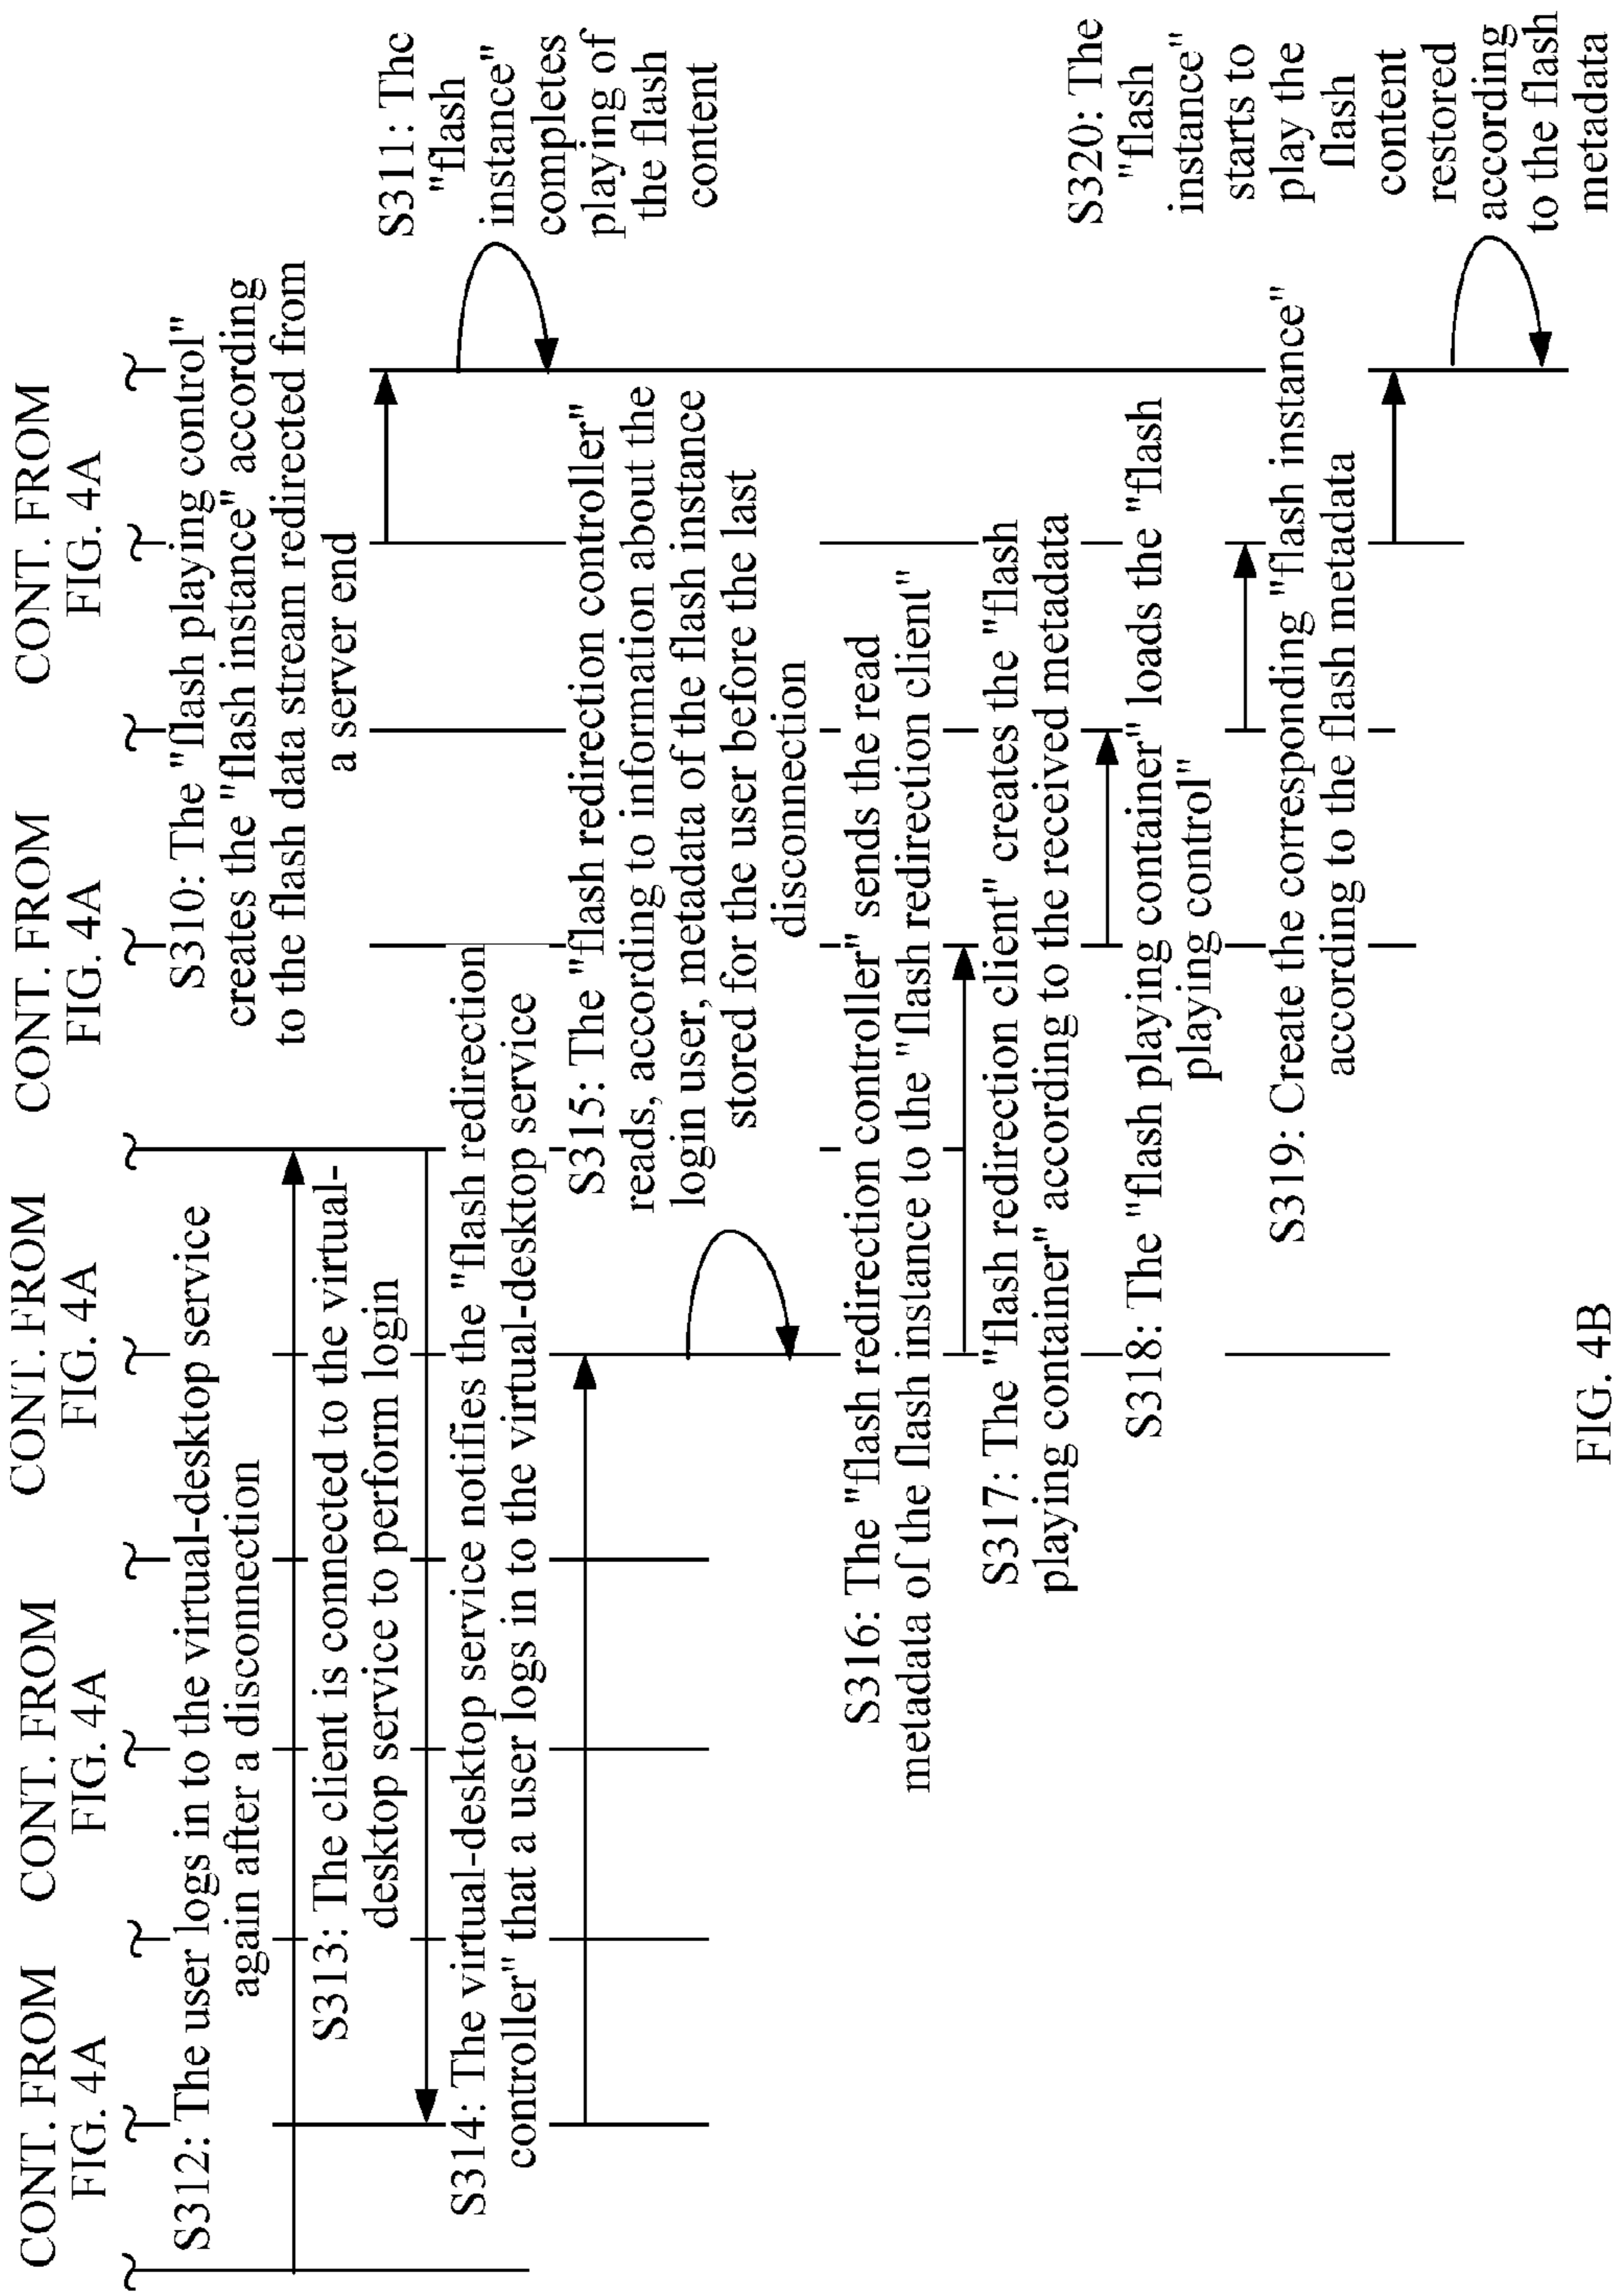 CONT. FROM
FIG. 4A
CONT. FROM
FIG. 4A
CONT. FROM
FIG. 4A
CONT. FROM
FIG. 4A
CONT. FROM
FIG. 4A
S310: The "flash playing control"
creates the "flash instance" according
to the flash data stream redirected from
a server end
S311: The
"flash
instance"
completes
playing of
the flash
content
S312: The user logs in to the virtual-desktop service
again after a disconnection
S313: The client is connected to the virtual-
desktop service to perform login
S314: The virtual-desktop service notifies the "flash redirection
controller" that a user logs in to the virtual-desktop service
S315: The "flash redirection controller"
reads, according to information about the
login user, metadata of the flash instance
stored for the user before the last
disconnection
S316: The "flash redirection controller" sends the read
metadata of the flash instance to the "flash redirection client"
S317: The "flash redirection client" creates the "flash
playing container" according to the received metadata
S318: The "flash playing container" loads the "flash
playing control"
S319: Create the corresponding "flash instance"
according to the flash metadata
S320: The
"flash
instance"
starts to
play the
flash
content
restored
according
to the flash
metadata
FIG. 4B